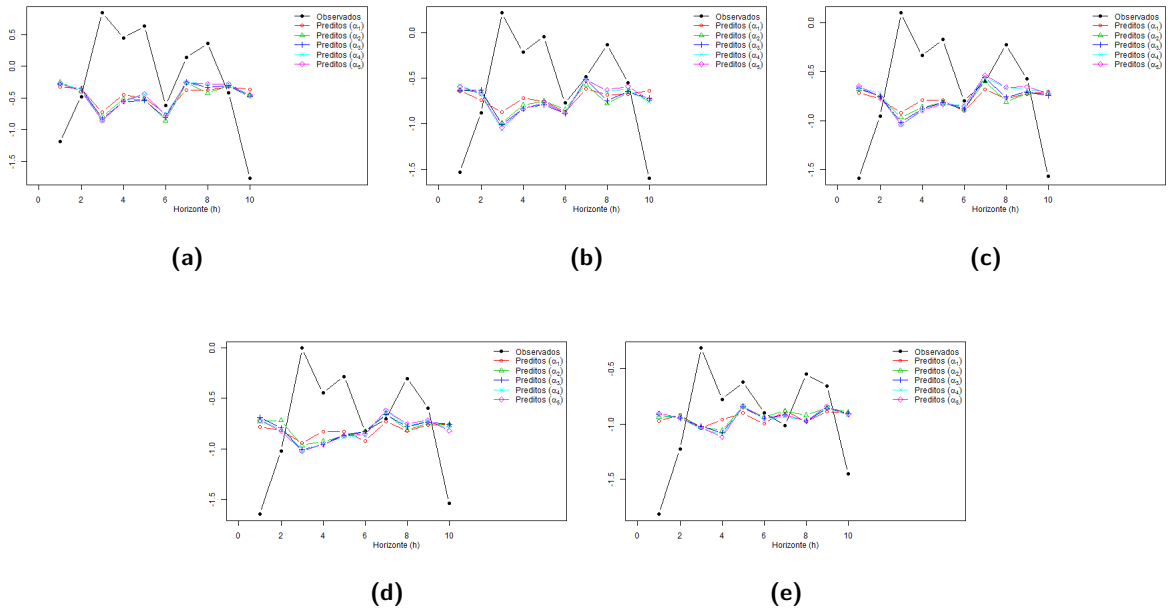 Observados
Preditos (α₁)
Preditos (α₂)
Preditos (α₃)
Preditos (α₄)
Preditos (α₅)
0.5
0.0
-0.5
-1.0
-1.5
0 2 4 6 8 10
Horizonte (h)
(a)
Observados
Preditos (α₁)
Preditos (α₂)
Preditos (α₃)
Preditos (α₄)
Preditos (α₅)
0.0
-0.5
-1.0
-1.5
0 2 4 6 8 10
Horizonte (h)
(b)
Observados
Preditos (α₁)
Preditos (α₂)
Preditos (α₃)
Preditos (α₄)
Preditos (α₅)
0.0
-0.5
-1.0
-1.5
0 2 4 6 8 10
Horizonte (h)
(c)
Observados
Preditos (α₁)
Preditos (α₂)
Preditos (α₃)
Preditos (α₄)
Preditos (α₆)
0.0
-0.5
-1.0
-1.5
0 2 4 6 8 10
Horizonte (h)
(d)
Observados
Preditos (α₁)
Preditos (α₂)
Preditos (α₃)
Preditos (α₄)
Preditos (α₆)
-0.5
-1.0
-1.5
0 2 4 6 8 10
Horizonte (h)
(e)